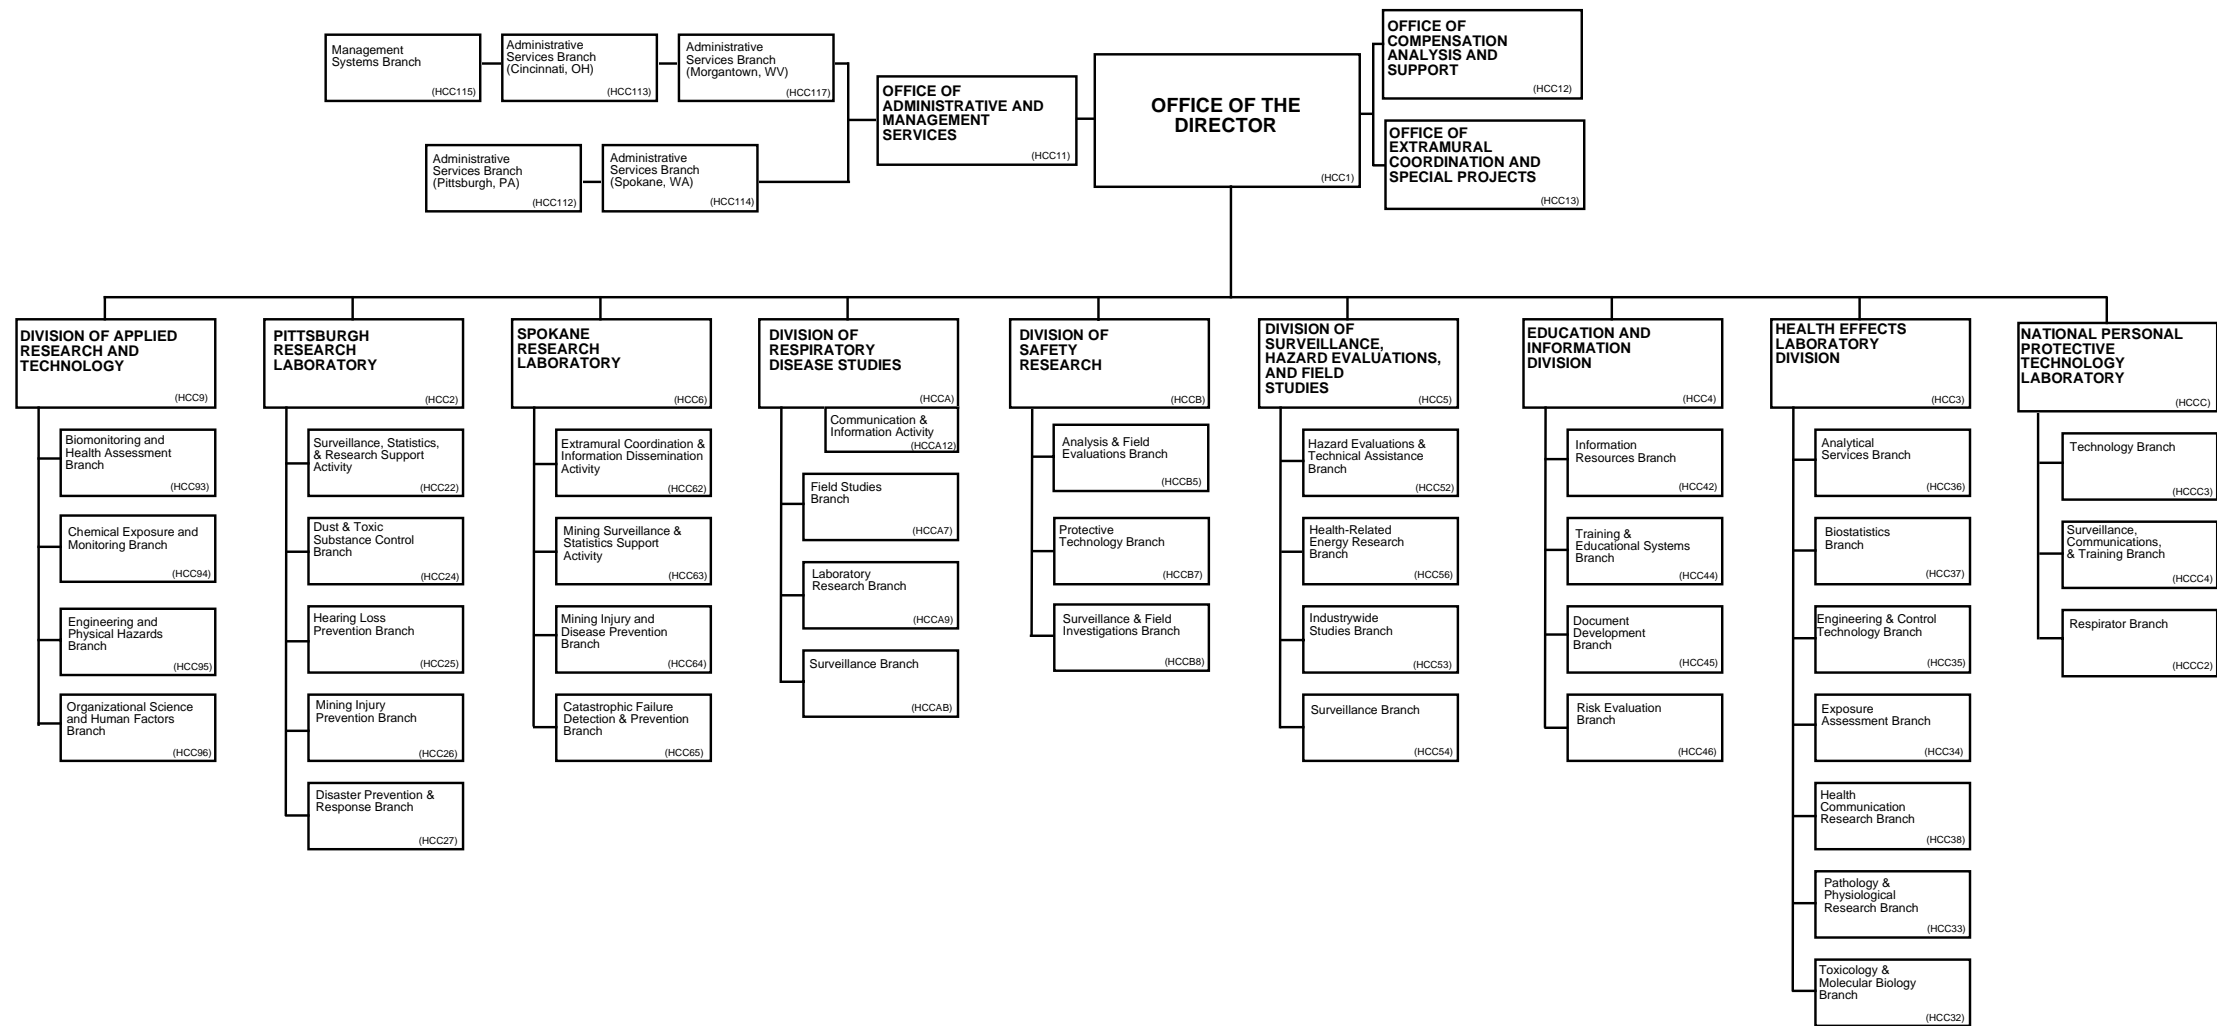 Management
Systems Branch
(HCC115)
Administrative
Services Branch
(Cincinnati, OH)
(HCC113)
Administrative
Services Branch
(Morgantown, WV)
(HCC117)
Administrative
Services Branch
(Pittsburgh, PA)
(HCC112)
Administrative
Services Branch
(Spokane, WA)
(HCC114)
OFFICE OF
ADMINISTRATIVE AND
MANAGEMENT
SERVICES
(HCC11)
OFFICE OF THE
DIRECTOR
(HCC1)
OFFICE OF
COMPENSATION
ANALYSIS AND
SUPPORT
(HCC12)
OFFICE OF
EXTRAMURAL
COORDINATION AND
SPECIAL PROJECTS
(HCC13)
DIVISION OF APPLIED
RESEARCH AND
TECHNOLOGY
(HCC9)
Biomonitoring and
Health Assessment
Branch
(HCC93)
Chemical Exposure and
Monitoring Branch
(HCC94)
Engineering and
Physical Hazards
Branch
(HCC95)
Organizational Science
and Human Factors
Branch
(HCC96)
PITTSBURGH
RESEARCH
LABORATORY
(HCC2)
Surveillance, Statistics,
& Research Support
Activity
(HCC22)
Dust & Toxic
Substance Control
Branch
(HCC24)
Hearing Loss
Prevention Branch
(HCC25)
Mining Injury
Prevention Branch
(HCC26)
Disaster Prevention &
Response Branch
(HCC27)
SPOKANE
RESEARCH
LABORATORY
(HCC6)
Extramural Coordination &
Information Dissemination
Activity
(HCC62)
Mining Surveillance &
Statistics Support
Activity
(HCC63)
Mining Injury and
Disease Prevention
Branch
(HCC64)
Catastrophic Failure
Detection & Prevention
Branch
(HCC65)
DIVISION OF
RESPIRATORY
DISEASE STUDIES
(HCCA)
Communication &
Information Activity
(HCCA12)
Field Studies
Branch
(HCCA7)
Laboratory
Research Branch
(HCCA9)
Surveillance Branch
(HCCAB)
DIVISION OF
SAFETY
RESEARCH
(HCCB)
Analysis & Field
Evaluations Branch
(HCCB5)
Protective
Technology Branch
(HCCB7)
Surveillance & Field
Investigations Branch
(HCCB8)
DIVISION OF
SURVEILLANCE,
HAZARD EVALUATIONS,
AND FIELD
STUDIES
(HCC5)
Hazard Evaluations &
Technical Assistance
Branch
(HCC52)
Health-Related
Energy Research
Branch
(HCC56)
Industrywide
Studies Branch
(HCC53)
Surveillance Branch
(HCC54)
EDUCATION AND
INFORMATION
DIVISION
(HCC4)
Information
Resources Branch
(HCC42)
Training &
Educational Systems
Branch
(HCC44)
Document
Development
Branch
(HCC45)
Risk Evaluation
Branch
(HCC46)
HEALTH EFFECTS
LABORATORY
DIVISION
(HCC3)
Analytical
Services Branch
(HCC36)
Biostatistics
Branch
(HCC37)
Engineering & Control
Technology Branch
(HCC35)
Exposure
Assessment Branch
(HCC34)
Health
Communication
Research Branch
(HCC38)
Pathology &
Physiological
Research Branch
(HCC33)
Toxicology &
Molecular Biology
Branch
(HCC32)
NATIONAL PERSONAL
PROTECTIVE
TECHNOLOGY
LABORATORY
(HCCC)
Technology Branch
(HCCC3)
Surveillance,
Communications,
& Training Branch
(HCCC4)
Respirator Branch
(HCCC2)